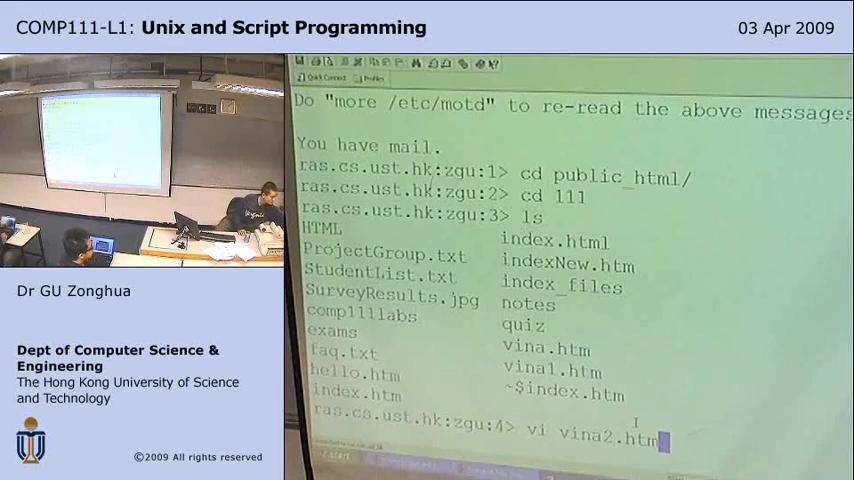 COMP111-L1: Unix and Script Programming
03 Apr 2009
Quick Connect Profiles
Do "more /etc/motd" to re-read the above messages
You have mail.
ras.cs.ust.hk:zgu:1> cd public_html/
ras.cs.ust.hk:zgu:2> cd 111
ras.cs.ust.hk:zgu:3> ls
HTML index.html
ProjectGroup.txt indexNew.htm
StudentList.txt index_files
SurveyResults.jpg notes
comp111labs quiz
exams vina.htm
faq.txt vina1.htm
hello.htm ~$index.htm
index.htm
ras.cs.ust.hk:zgu:4> vi vina2.htm
start
Dr GU Zonghua
Dept of Computer Science &
Engineering
The Hong Kong University of Science
and Technology
©2009 All rights reserved